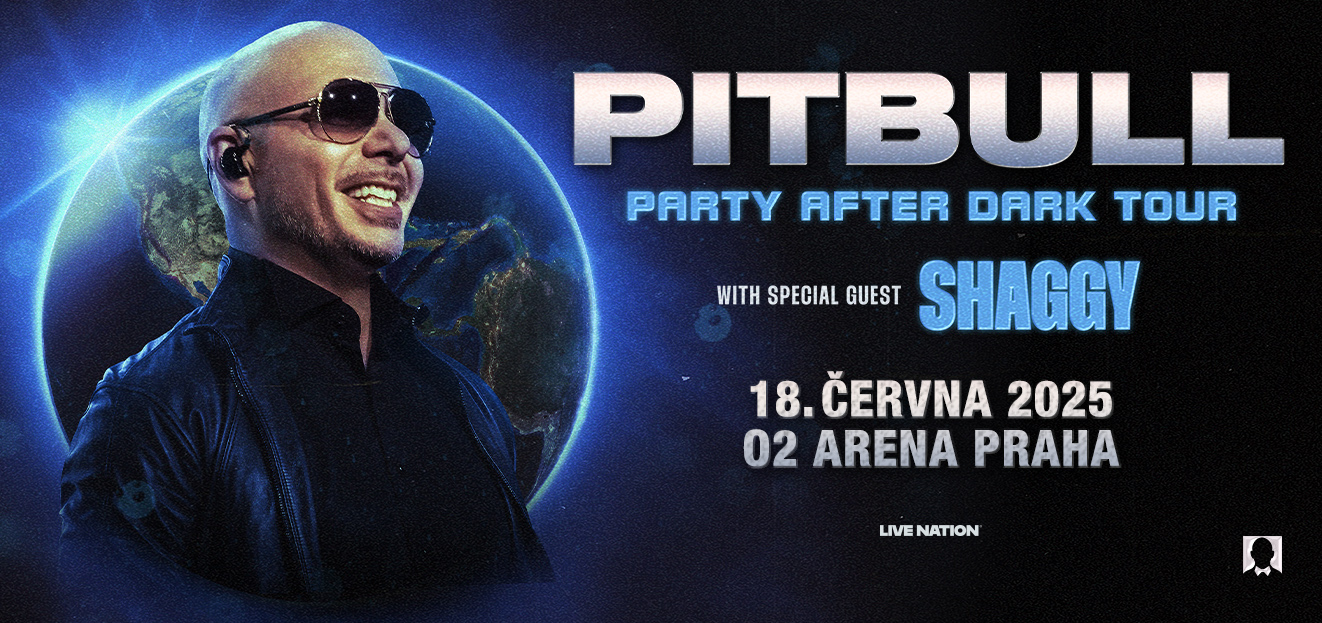 PITBULL
PARTY AFTER DARK TOUR
WITH SPECIAL GUEST SHAGGY
18. ČERVNA 2025
O2 ARENA PRAHA
LIVE NATION